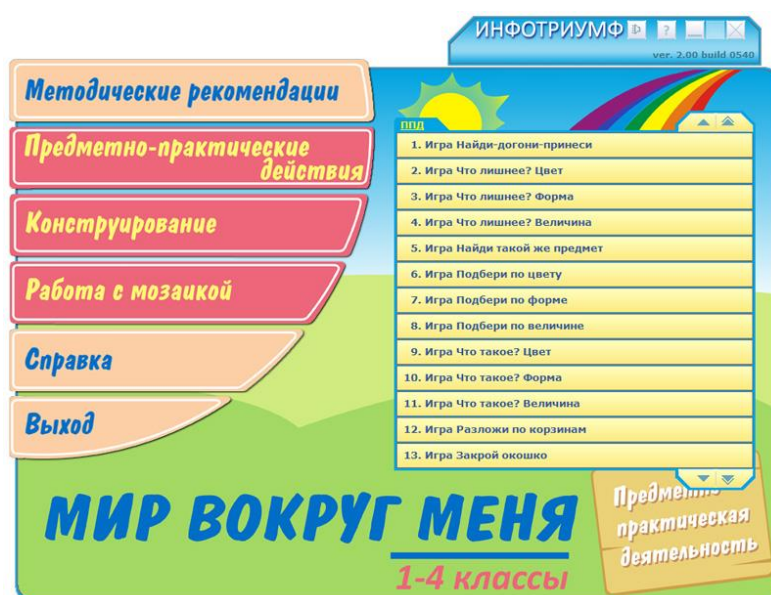 ИНФОТРИУМФ
ver. 2.00 build 0540
Методические рекомендации
Предметно-практические
действия
Конструирование
Работа с мозаикой
Справка
Выход
ППД
1. Игра Найди-догони-принеси
2. Игра Что лишнее? Цвет
3. Игра Что лишнее? Форма
4. Игра Что лишнее? Величина
5. Игра Найди такой же предмет
6. Игра Подбери по цвету
7. Игра Подбери по форме
8. Игра Подбери по величине
9. Игра Что такое? Цвет
10. Игра Что такое? Форма
11. Игра Что такое? Величина
12. Игра Разложи по корзинам
13. Игра Закрой окошко
МИР ВОКРУГ МЕНЯ
1-4 классы
Предметно
практическая
деятельность